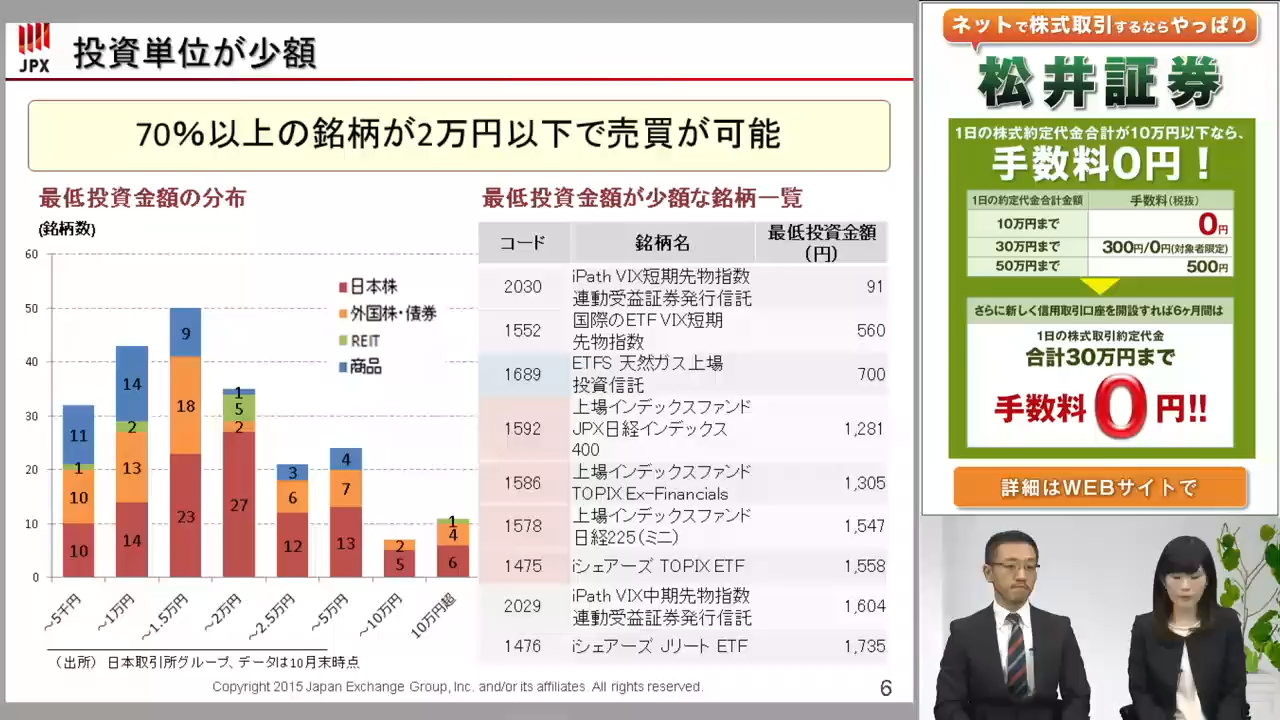 JPX
投資単位が少額
70%以上の銘柄が2万円以下で売買が可能
最低投資金額の分布
(銘柄数)
60
50
40
30
20
10
0
日本株
外国株・債券
REIT
商品
11
1
10
10
14
2
13
14
9
18
23
1
5
2
27
3
6
12
4
7
13
2
5
1
4
6
～5千円
～1万円
～1.5万円
～2万円
～2.5万円
～5万円
～10万円
10万円超
（出所） 日本取引所グループ、データは10月末時点
最低投資金額が少額な銘柄一覧
コード 銘柄名 最低投資金額
（円）
2030 iPath VIX短期先物指数
連動受益証券発行信託 91
1552 国際のETF VIX短期
先物指数 560
1689 ETFS 天然ガス上場
投資信託 700
1592 上場インデックスファンド
JPX日経インデックス
400 1,281
1586 上場インデックスファンド
TOPIX Ex-Financials 1,305
1578 上場インデックスファンド
日経225（ミニ） 1,547
1475 iシェアーズ TOPIX ETF 1,558
2029 iPath VIX中期先物指数
連動受益証券発行信託 1,604
1476 iシェアーズ Jリート ETF 1,735
Copyright 2015 Japan Exchange Group, Inc. and/or its affiliates. All rights reserved.
6
ネットで株式取引するならやっぱり
松井証券
1日の株式約定代金合計が10万円以下なら、
手数料0円！
1日の約定代金合計金額 手数料（税抜）
10万円まで 0円
30万円まで 300円/0円(対象者限定)
50万円まで 500円
さらに新しく信用取引口座を開設すれば6ヶ月間は
1日の株式取引約定代金
合計30万円まで
手数料0円!!
詳細はWEBサイトで